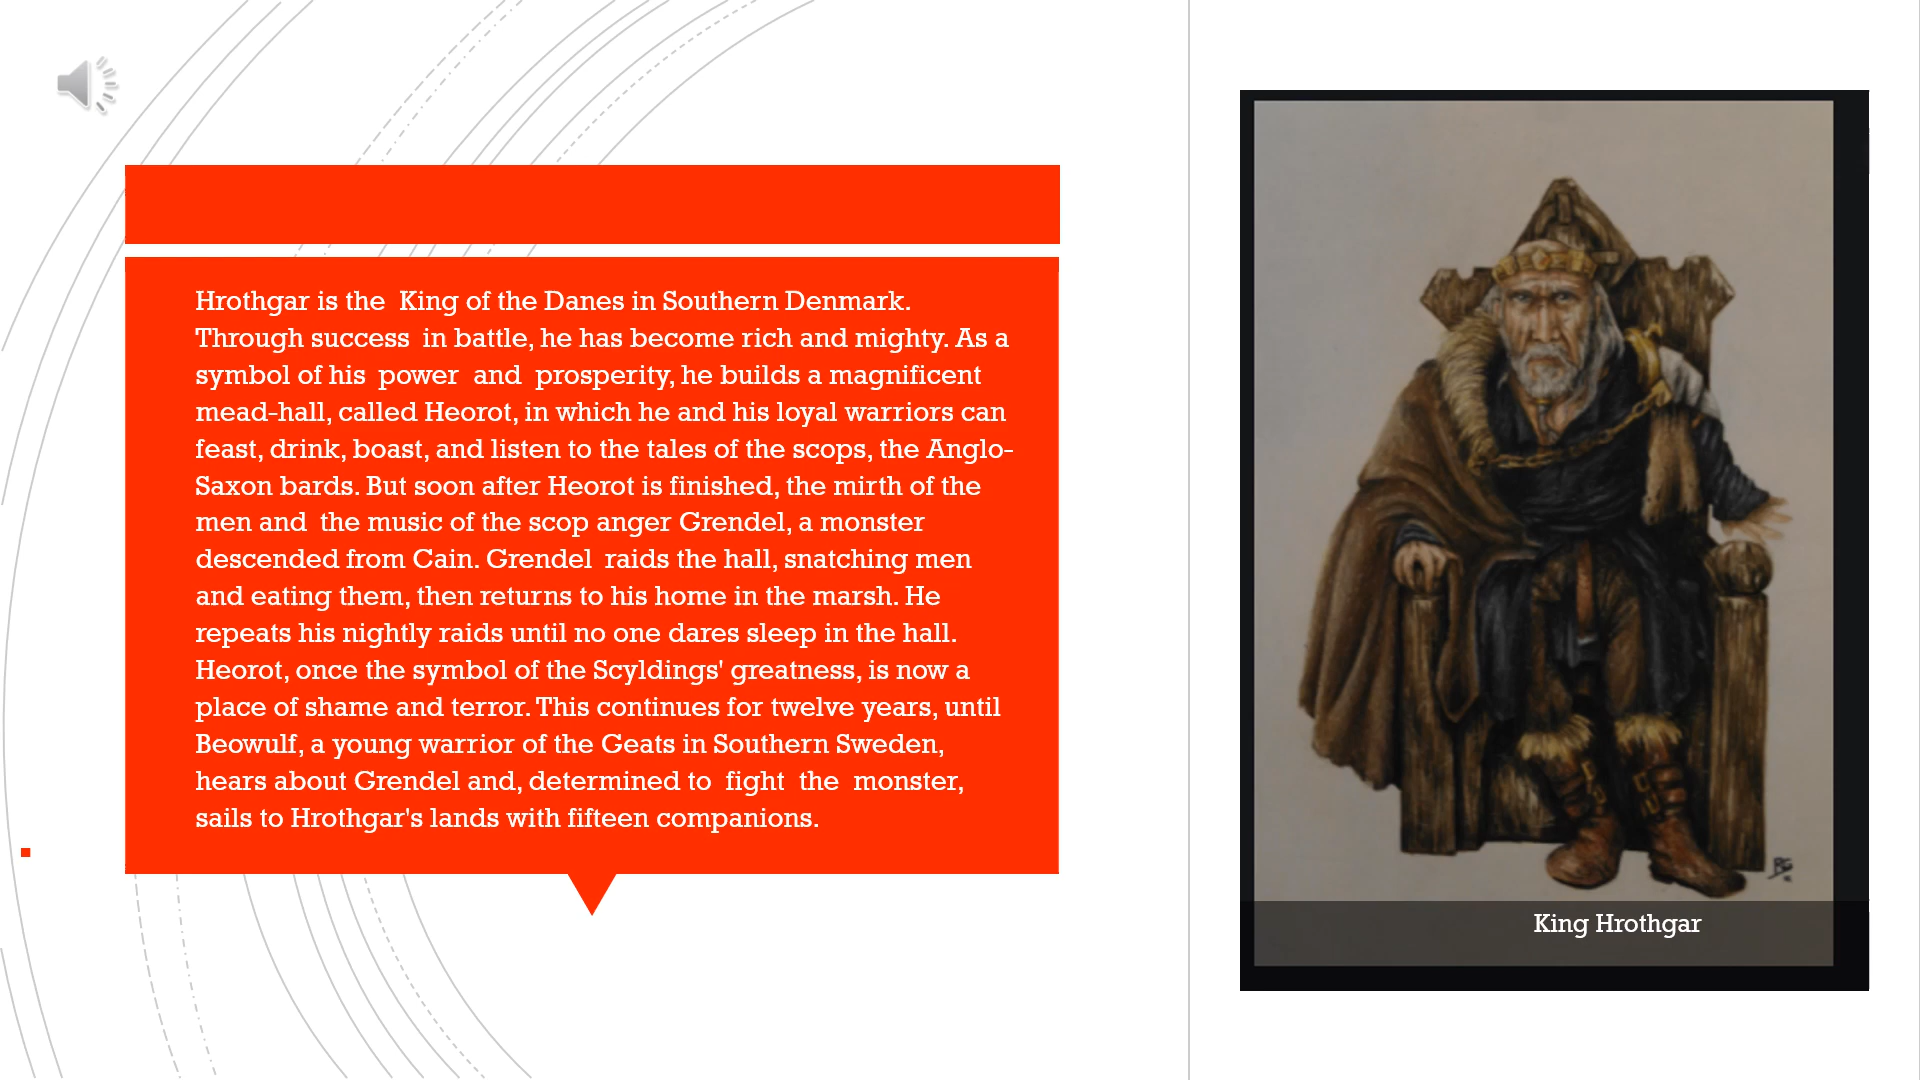 Hrothgar is the  King of the Danes in Southern Denmark.
Through success  in battle, he has become rich and mighty. As a
symbol of his  power  and  prosperity, he builds a magnificent
mead-hall, called Heorot, in which he and his loyal warriors can
feast, drink, boast, and listen to the tales of the scops, the Anglo-
Saxon bards. But soon after Heorot is finished, the mirth of the
men and  the music of the scop anger Grendel, a monster
descended from Cain. Grendel  raids the hall, snatching men
and eating them, then returns to his home in the marsh. He
repeats his nightly raids until no one dares sleep in the hall.
Heorot, once the symbol of the Scyldings' greatness, is now a
place of shame and terror. This continues for twelve years, until
Beowulf, a young warrior of the Geats in Southern Sweden,
hears about Grendel and, determined to  fight  the  monster,
sails to Hrothgar's lands with fifteen companions.
King Hrothgar